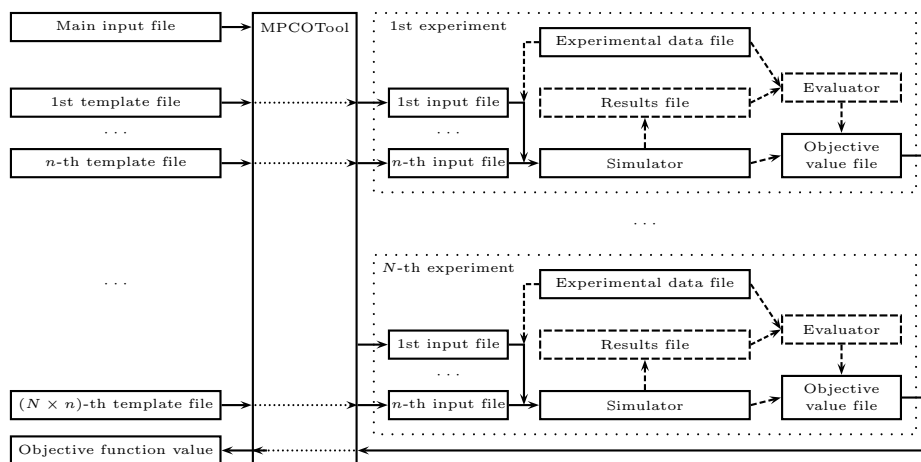 Main input file
MPCOTool
1st experiment
Experimental data file
1st template file
1st input file
Results file
Evaluator
. . .
. . .
n-th template file
n-th input file
Simulator
Objective
value file
. . .
N-th experiment
Experimental data file
. . .
1st input file
Results file
Evaluator
. . .
(N × n)-th template file
n-th input file
Simulator
Objective
value file
Objective function value